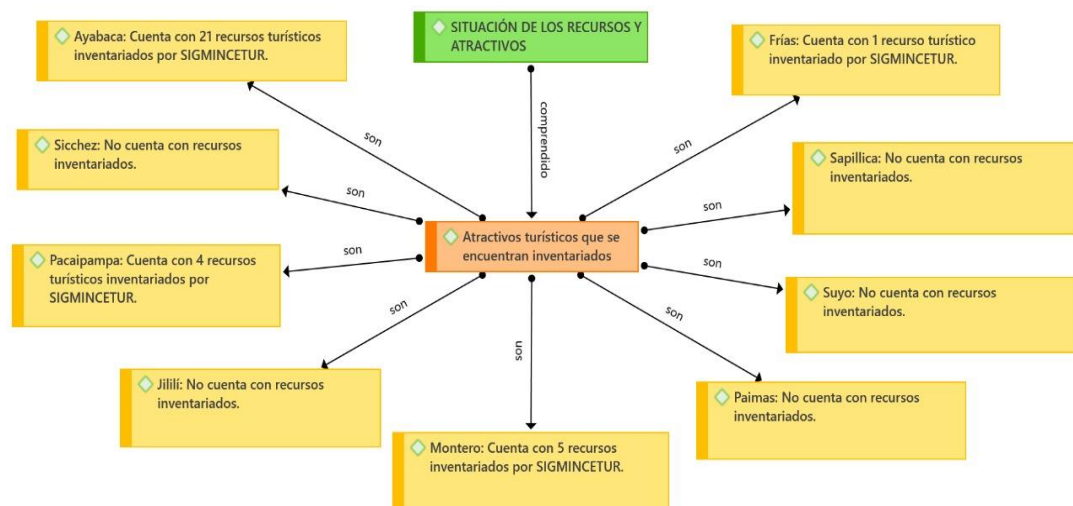 Ayabaca: Cuenta con 21 recursos turísticos
inventariados por SIGMINCETUR.
SITUACIÓN DE LOS RECURSOS Y
ATRACTIVOS
Frías: Cuenta con 1 recurso turístico
inventariado por SIGMINCETUR.
son
comprendido
son
Sicchez: No cuenta con recursos
inventariados.
Sapillica: No cuenta con recursos
inventariados.
son
son
Atractivos turísticos que se
encuentran inventariados
Pacaipampa: Cuenta con 4 recursos
turísticos inventariados por
SIGMINCETUR.
son
son
Suyo: No cuenta con recursos
inventariados.
son
son
son
Jililí: No cuenta con recursos
inventariados.
Paimas: No cuenta con recursos
inventariados.
Montero: Cuenta con 5 recursos
inventariados por SIGMINCETUR.